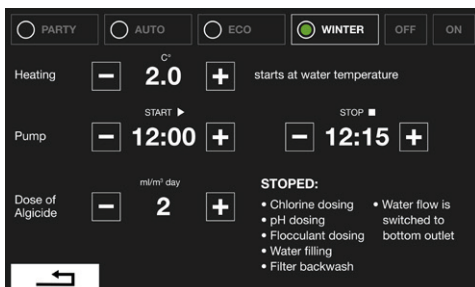 PARTY AUTO ECO WINTER OFF ON
C°
Heating − 2.0 + starts at water temperature
START ▶ STOP ■
Pump − 12:00 + − 12:15 +
ml/m³ day
Dose of
Algicide − 2 +
STOPED:
• Chlorine dosing
• pH dosing
• Flocculant dosing
• Water filling
• Filter backwash
• Water flow is
switched to
bottom outlet